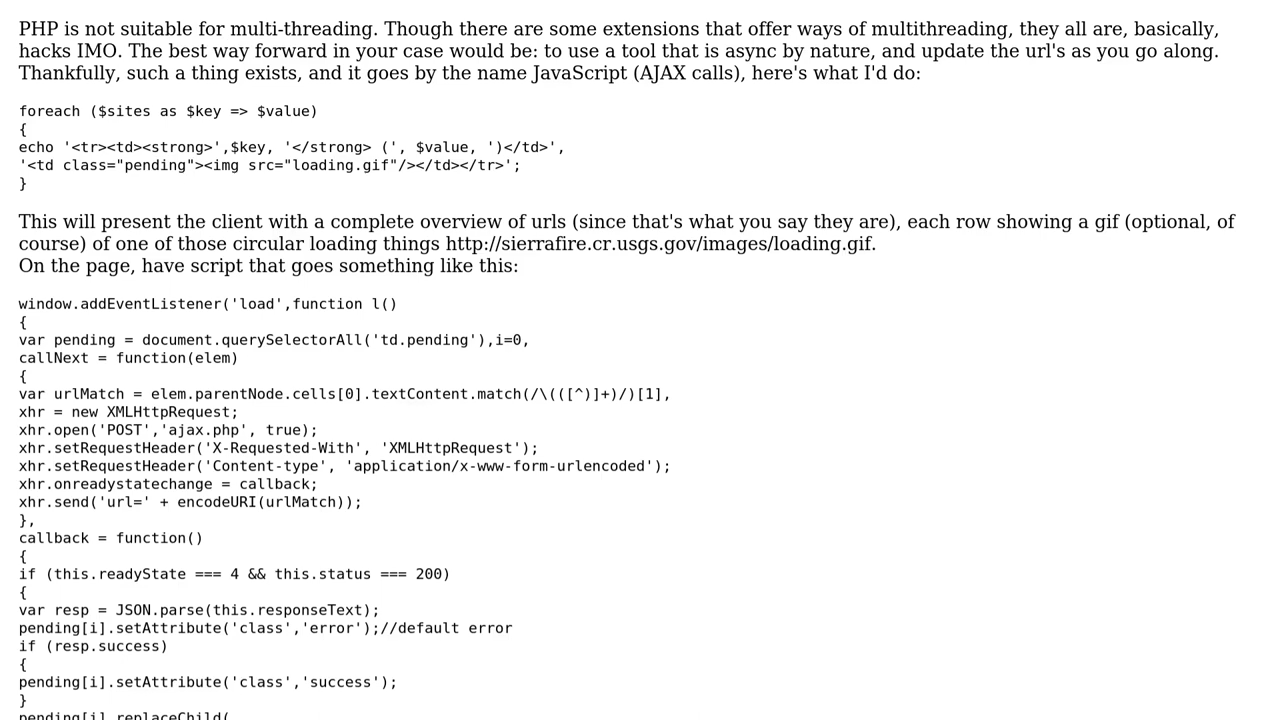 PHP is not suitable for multi-threading. Though there are some extensions that offer ways of multithreading, they all are, basically,
hacks IMO. The best way forward in your case would be: to use a tool that is async by nature, and update the url's as you go along.
Thankfully, such a thing exists, and it goes by the name JavaScript (AJAX calls), here's what I'd do:
foreach ($sites as $key => $value)
{
echo '<tr><td><strong>',$key, '</strong> (', $value, ')</td>',
'<td class="pending"><img src="loading.gif"/></td></tr>';
}
This will present the client with a complete overview of urls (since that's what you say they are), each row showing a gif (optional, of
course) of one of those circular loading things http://sierrafire.cr.usgs.gov/images/loading.gif.
On the page, have script that goes something like this:
window.addEventListener('load',function l()
{
var pending = document.querySelectorAll('td.pending'),i=0,
callNext = function(elem)
{
var urlMatch = elem.parentNode.cells[0].textContent.match(/\(([^)]+)/)[1],
xhr = new XMLHttpRequest;
xhr.open('POST','ajax.php', true);
xhr.setRequestHeader('X-Requested-With', 'XMLHttpRequest');
xhr.setRequestHeader('Content-type', 'application/x-www-form-urlencoded');
xhr.onreadystatechange = callback;
xhr.send('url=' + encodeURI(urlMatch));
},
callback = function()
{
if (this.readyState === 4 && this.status === 200)
{
var resp = JSON.parse(this.responseText);
pending[i].setAttribute('class','error');//default error
if (resp.success)
{
pending[i].setAttribute('class','success');
}
pending[i].replaceChild(